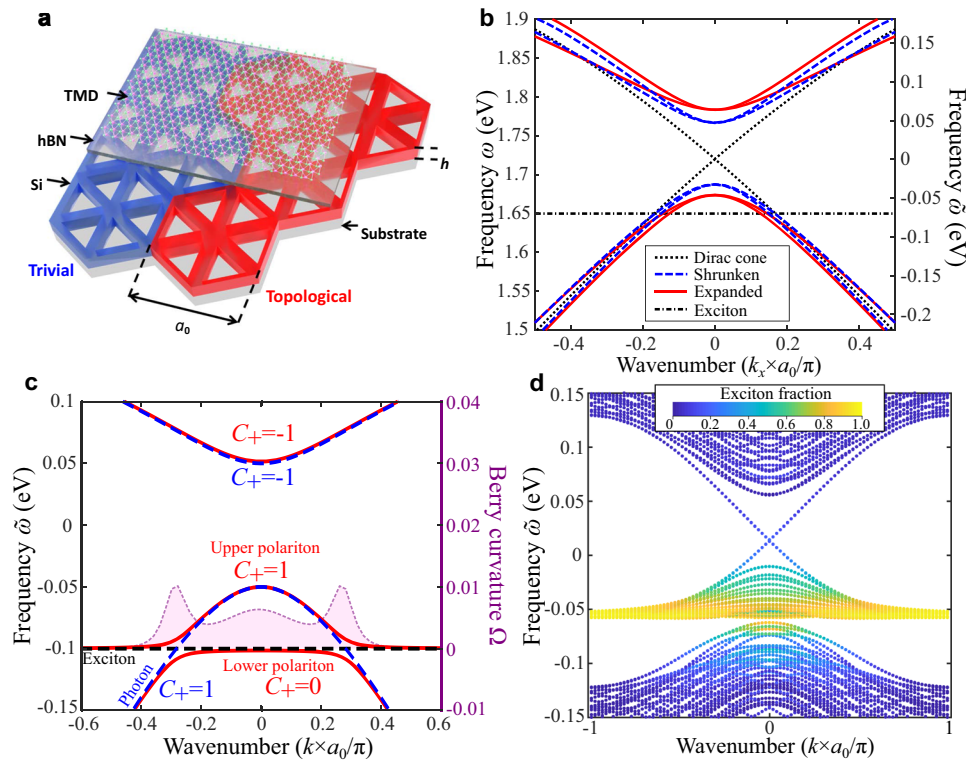 a
TMD
hBN
Si
Trivial
a₀
Topological
Substrate
h
b
Frequency ω (eV)
1.9
1.85
1.8
1.75
1.7
1.65
1.6
1.55
1.5
-0.4
-0.2
0
0.2
0.4
Wavenumber (kₓ×a₀/π)
Dirac cone
Shrunken
Expanded
Exciton
0.1
0.05
0
-0.05
-0.1
-0.15
-0.2
Frequency ω̃ (eV)
c
Frequency ω̃ (eV)
0.1
0.05
0
-0.05
-0.1
-0.15
C₊=-1
C₊=-1
Upper polariton
C₊=1
Exciton
Photon
C₊=1
Lower polariton
C₊=0
-0.6
-0.4
-0.2
0
0.2
0.4
0.6
Wavenumber (k×a₀/π)
0.04
0.03
0.02
0.01
0
-0.01
Berry curvature Ω
d
Exciton fraction
0
0.2
0.4
0.6
0.8
1.0
Frequency ω̃ (eV)
0.15
0.1
0.05
0
-0.05
-0.1
-0.15
-1
-0.5
0
0.5
1
Wavenumber (k×a₀/π)